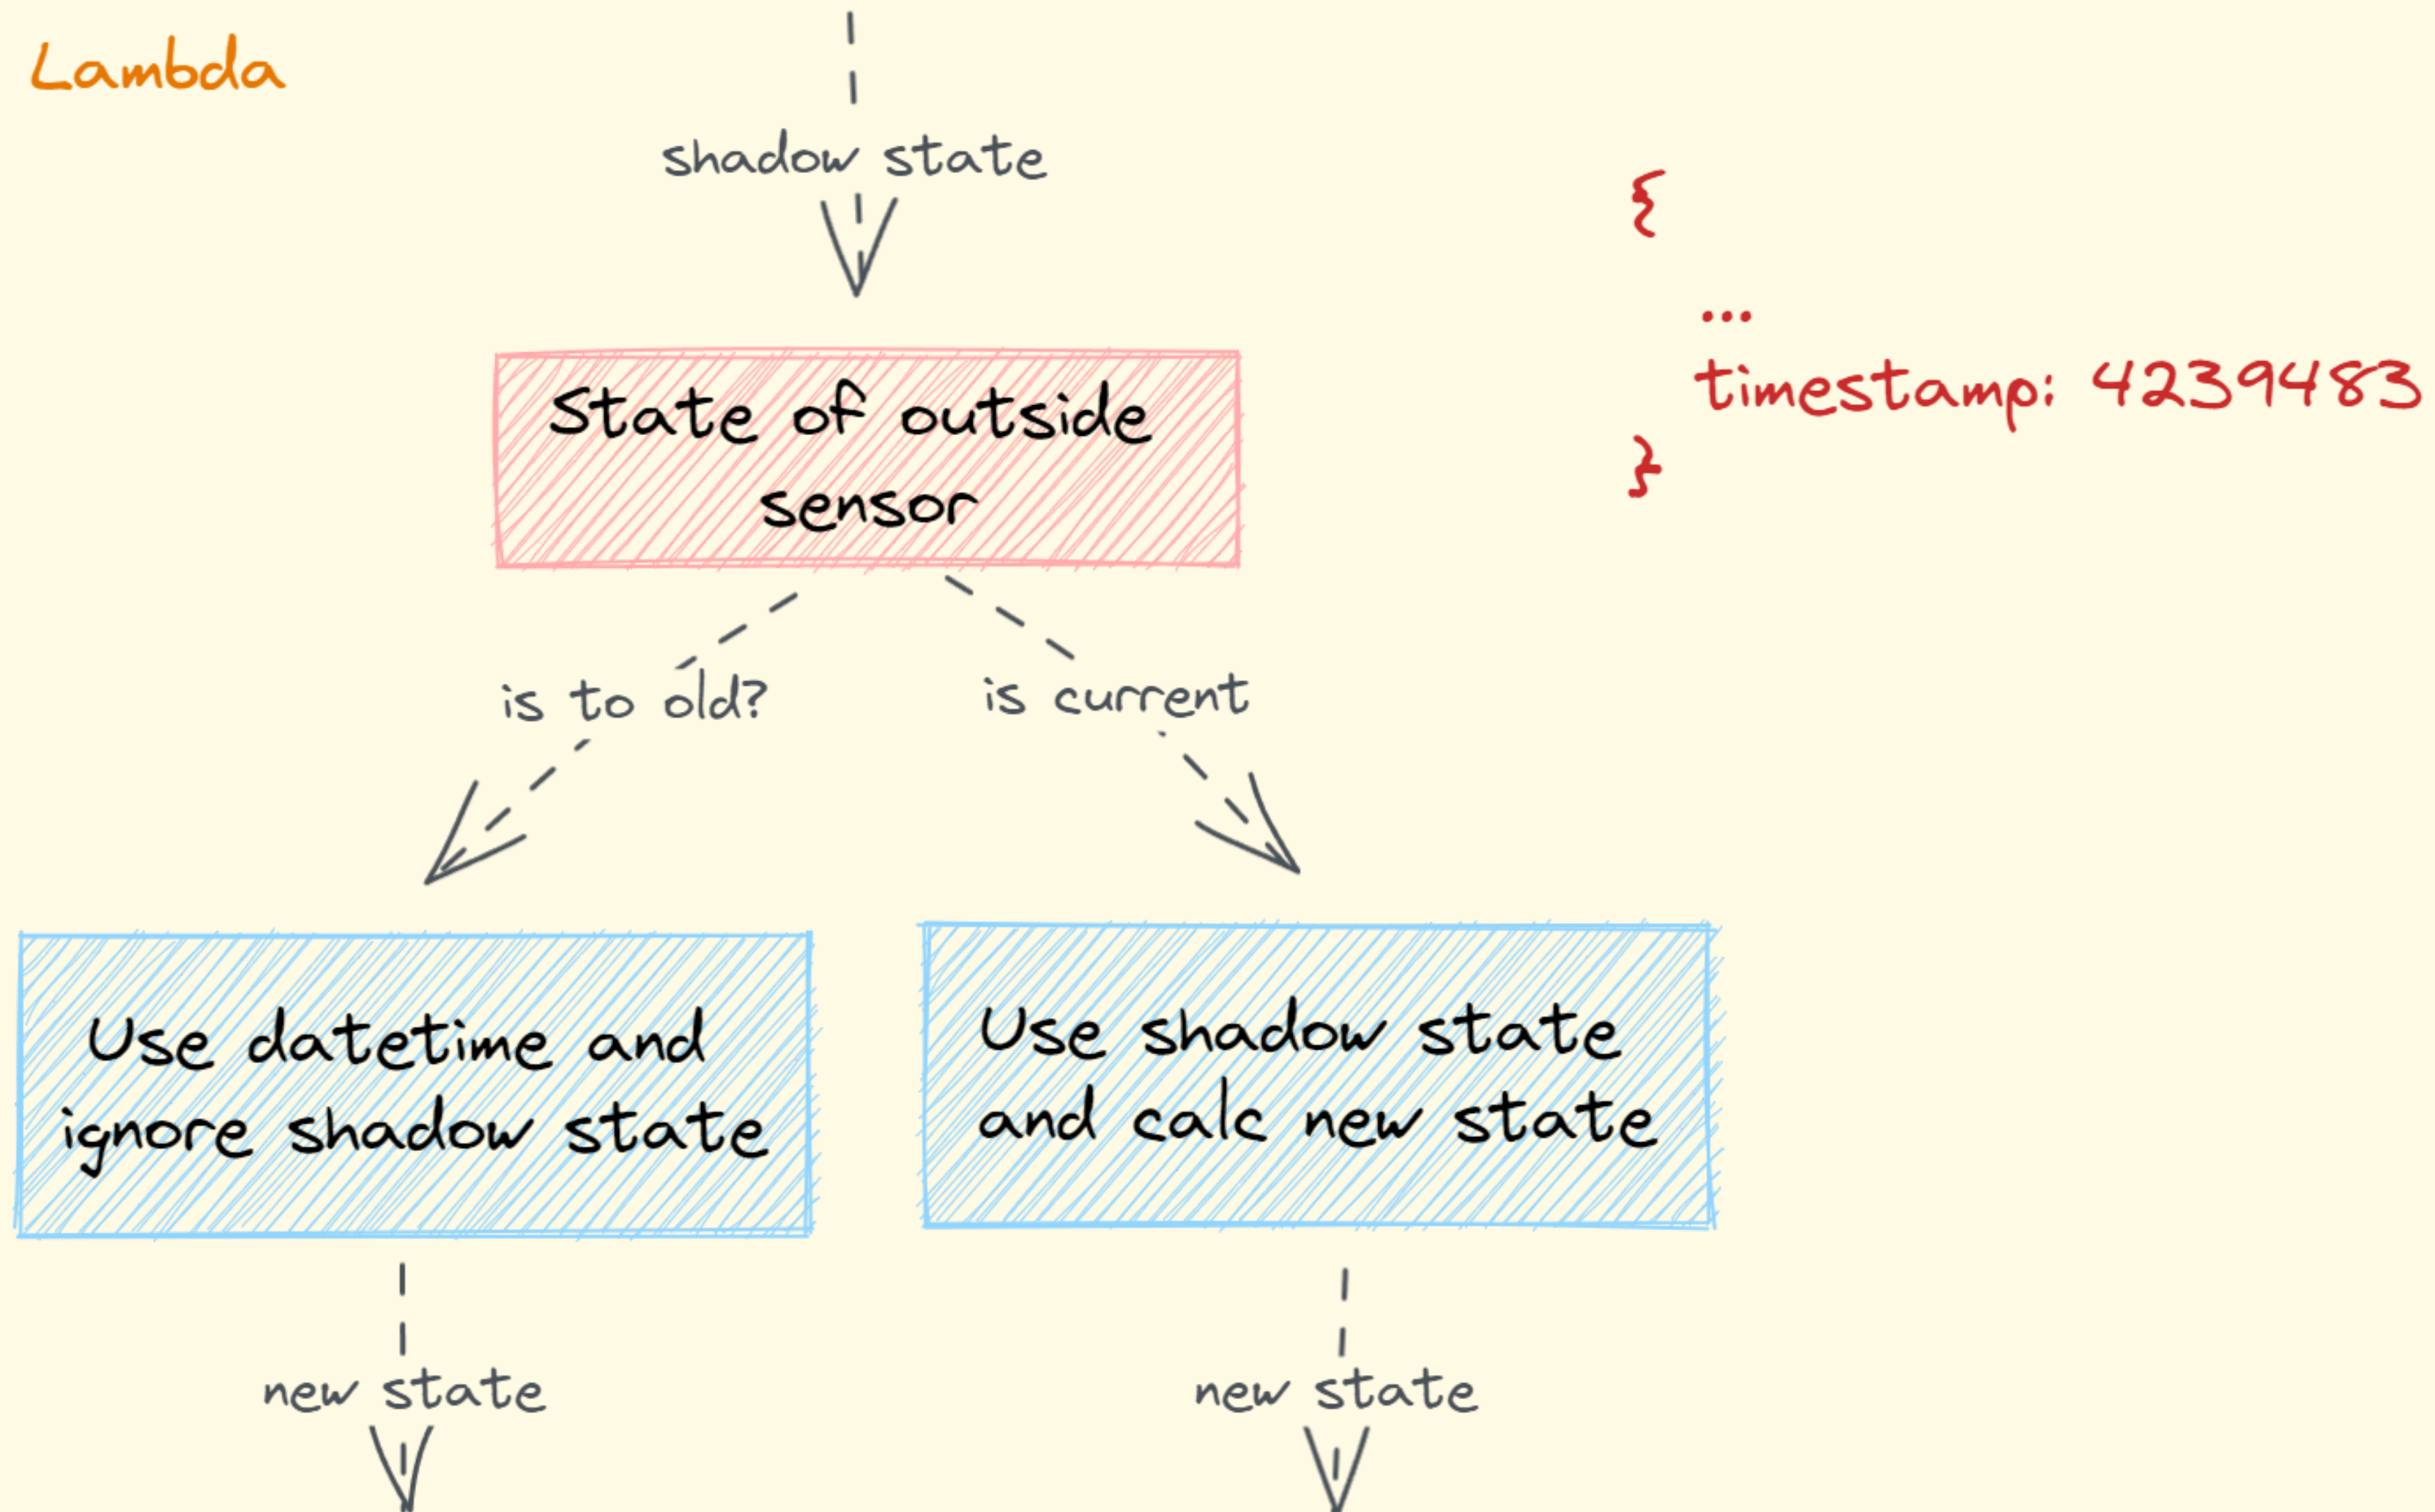 Lambda
shadow state
{
...
timestamp: 4239483
}
State of outside
sensor
is to old?
is current
Use datetime and
ignore shadow state
Use shadow state
and calc new state
new state
new state